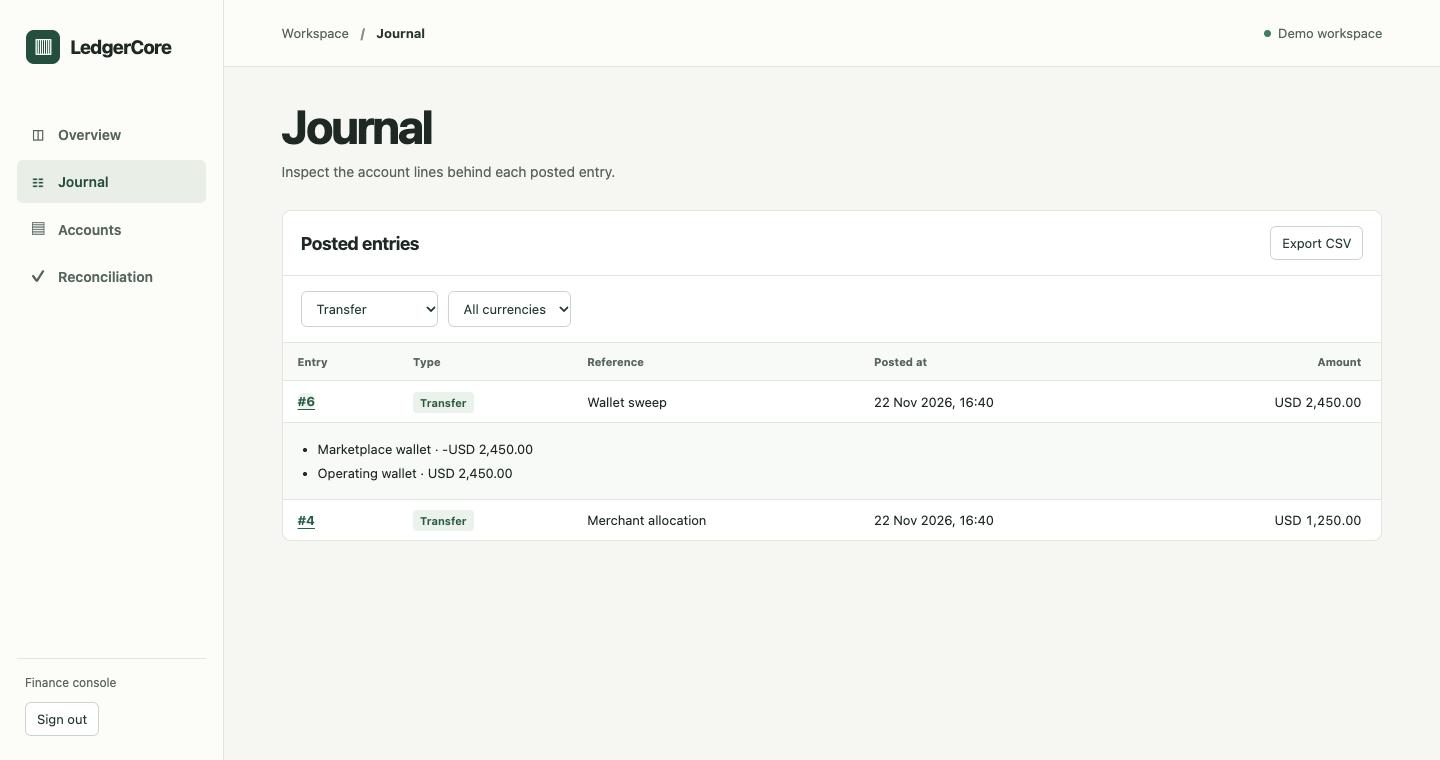 LedgerCore
Workspace / Journal
Demo workspace
Overview
Journal
Accounts
Reconciliation
Journal
Inspect the account lines behind each posted entry.
Posted entries
Export CSV
Transfer
All currencies
Entry Type Reference Posted at Amount
#6 Transfer Wallet sweep 22 Nov 2026, 16:40 USD 2,450.00
• Marketplace wallet · -USD 2,450.00
• Operating wallet · USD 2,450.00
#4 Transfer Merchant allocation 22 Nov 2026, 16:40 USD 1,250.00
Finance console
Sign out